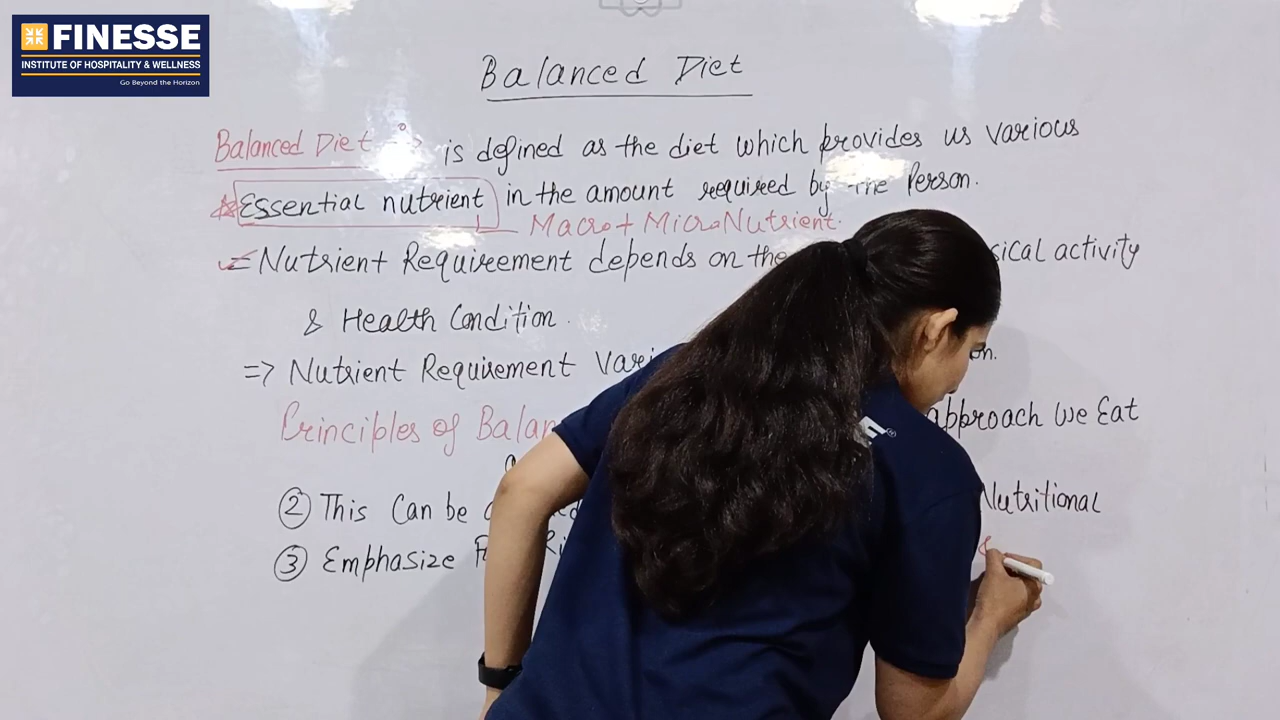 FINESSE
INSTITUTE OF HOSPITALITY & WELLNESS
Go Beyond the Horizon
Balanced Diet
Balanced Diet :-> is defined as the diet which provides us various
Essential nutrient in the amount required by the Person.
Macro + Micro Nutrient.
= Nutrient Requirement depends on the sical activity
& Health Condition.
=> Nutrient Requirement Vari on.
Principles of Balan approach we Eat
② This Can be Nutritional
③ Emphasize